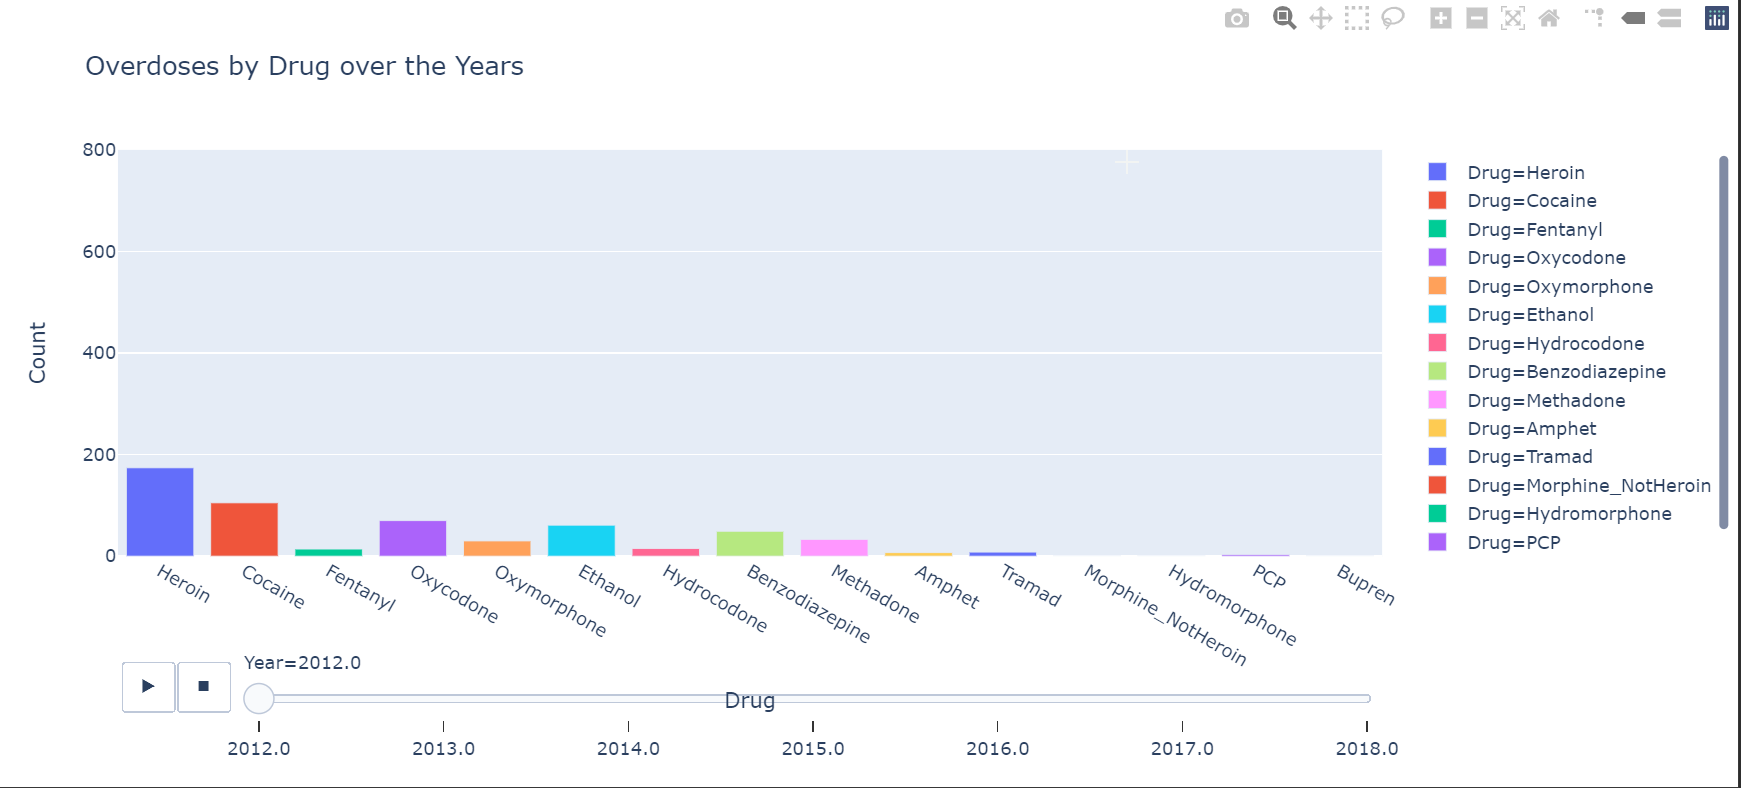 Overdoses by Drug over the Years
800
600
400
200
0
Count
Heroin
Cocaine
Fentanyl
Oxycodone
Oxymorphone
Ethanol
Hydrocodone
Benzodiazepine
Methadone
Amphet
Tramad
Morphine_NotHeroin
Hydromorphone
PCP
Bupren
Drug=Heroin
Drug=Cocaine
Drug=Fentanyl
Drug=Oxycodone
Drug=Oxymorphone
Drug=Ethanol
Drug=Hydrocodone
Drug=Benzodiazepine
Drug=Methadone
Drug=Amphet
Drug=Tramad
Drug=Morphine_NotHeroin
Drug=Hydromorphone
Drug=PCP
Year=2012.0
Drug
2012.0 2013.0 2014.0 2015.0 2016.0 2017.0 2018.0